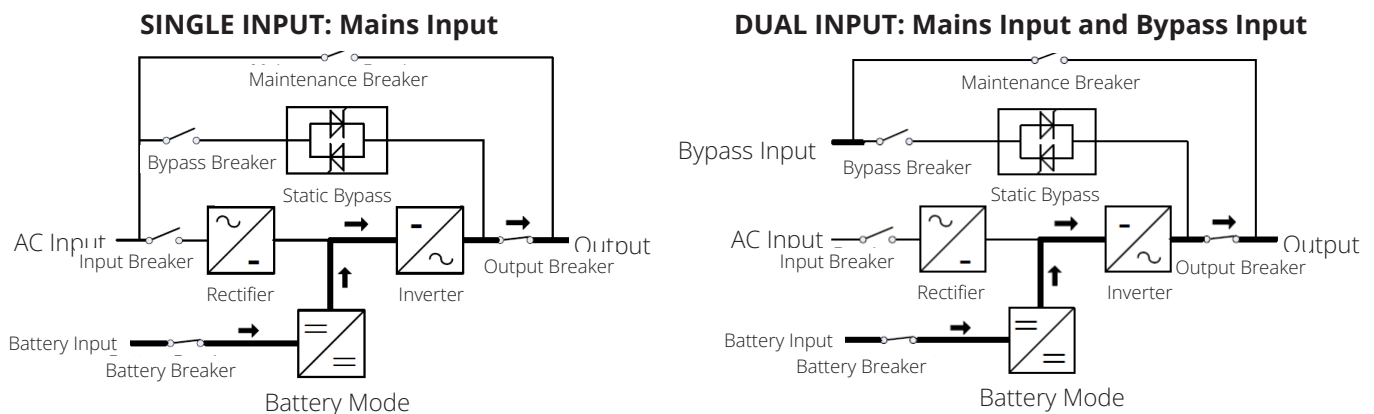 SINGLE INPUT: Mains Input
Maintenance Breaker
Bypass Breaker
Static Bypass
AC Input
Input Breaker
Rectifier
Inverter
Output Breaker
Output
Battery Input
Battery Breaker
Battery Mode
DUAL INPUT: Mains Input and Bypass Input
Maintenance Breaker
Bypass Input
Bypass Breaker
Static Bypass
AC Input
Input Breaker
Rectifier
Inverter
Output Breaker
Output
Battery Input
Battery Breaker
Battery Mode